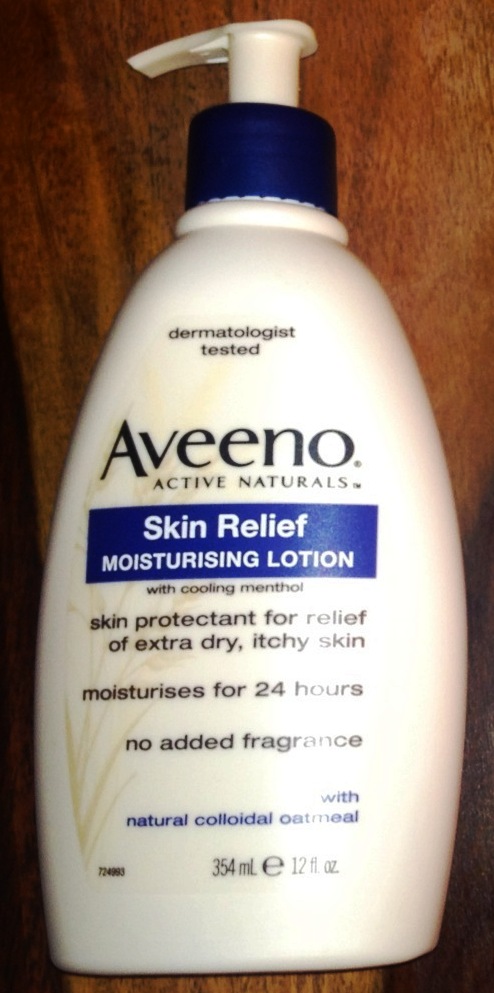 dermatologist
tested
Aveeno®
ACTIVE NATURALS™
Skin Relief
MOISTURISING LOTION
with cooling menthol
skin protectant for relief
of extra dry, itchy skin
moisturises for 24 hours
no added fragrance
with
natural colloidal oatmeal
724993 354 mL ℮ 12 fl. oz.